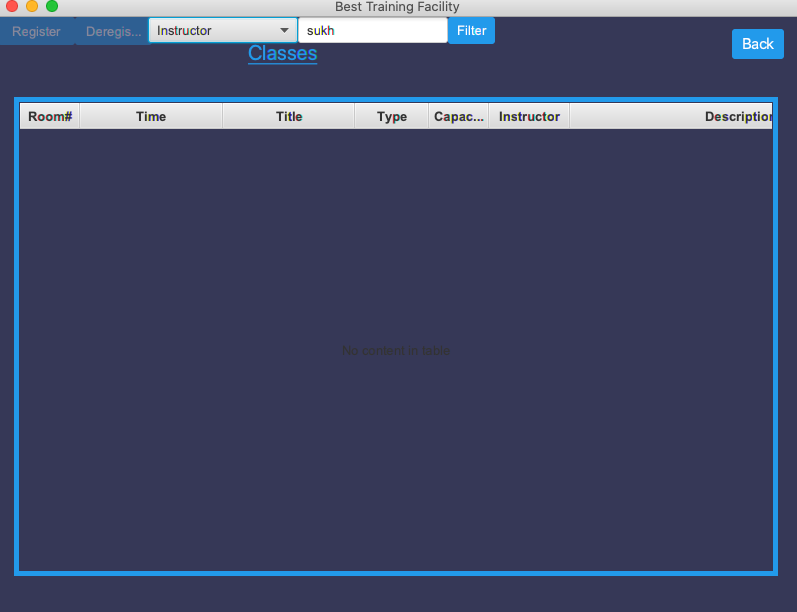 Best Training Facility
Register Deregis... Instructor sukh Filter
Back
Classes
Room# Time Title Type Capac... Instructor Description
No content in table